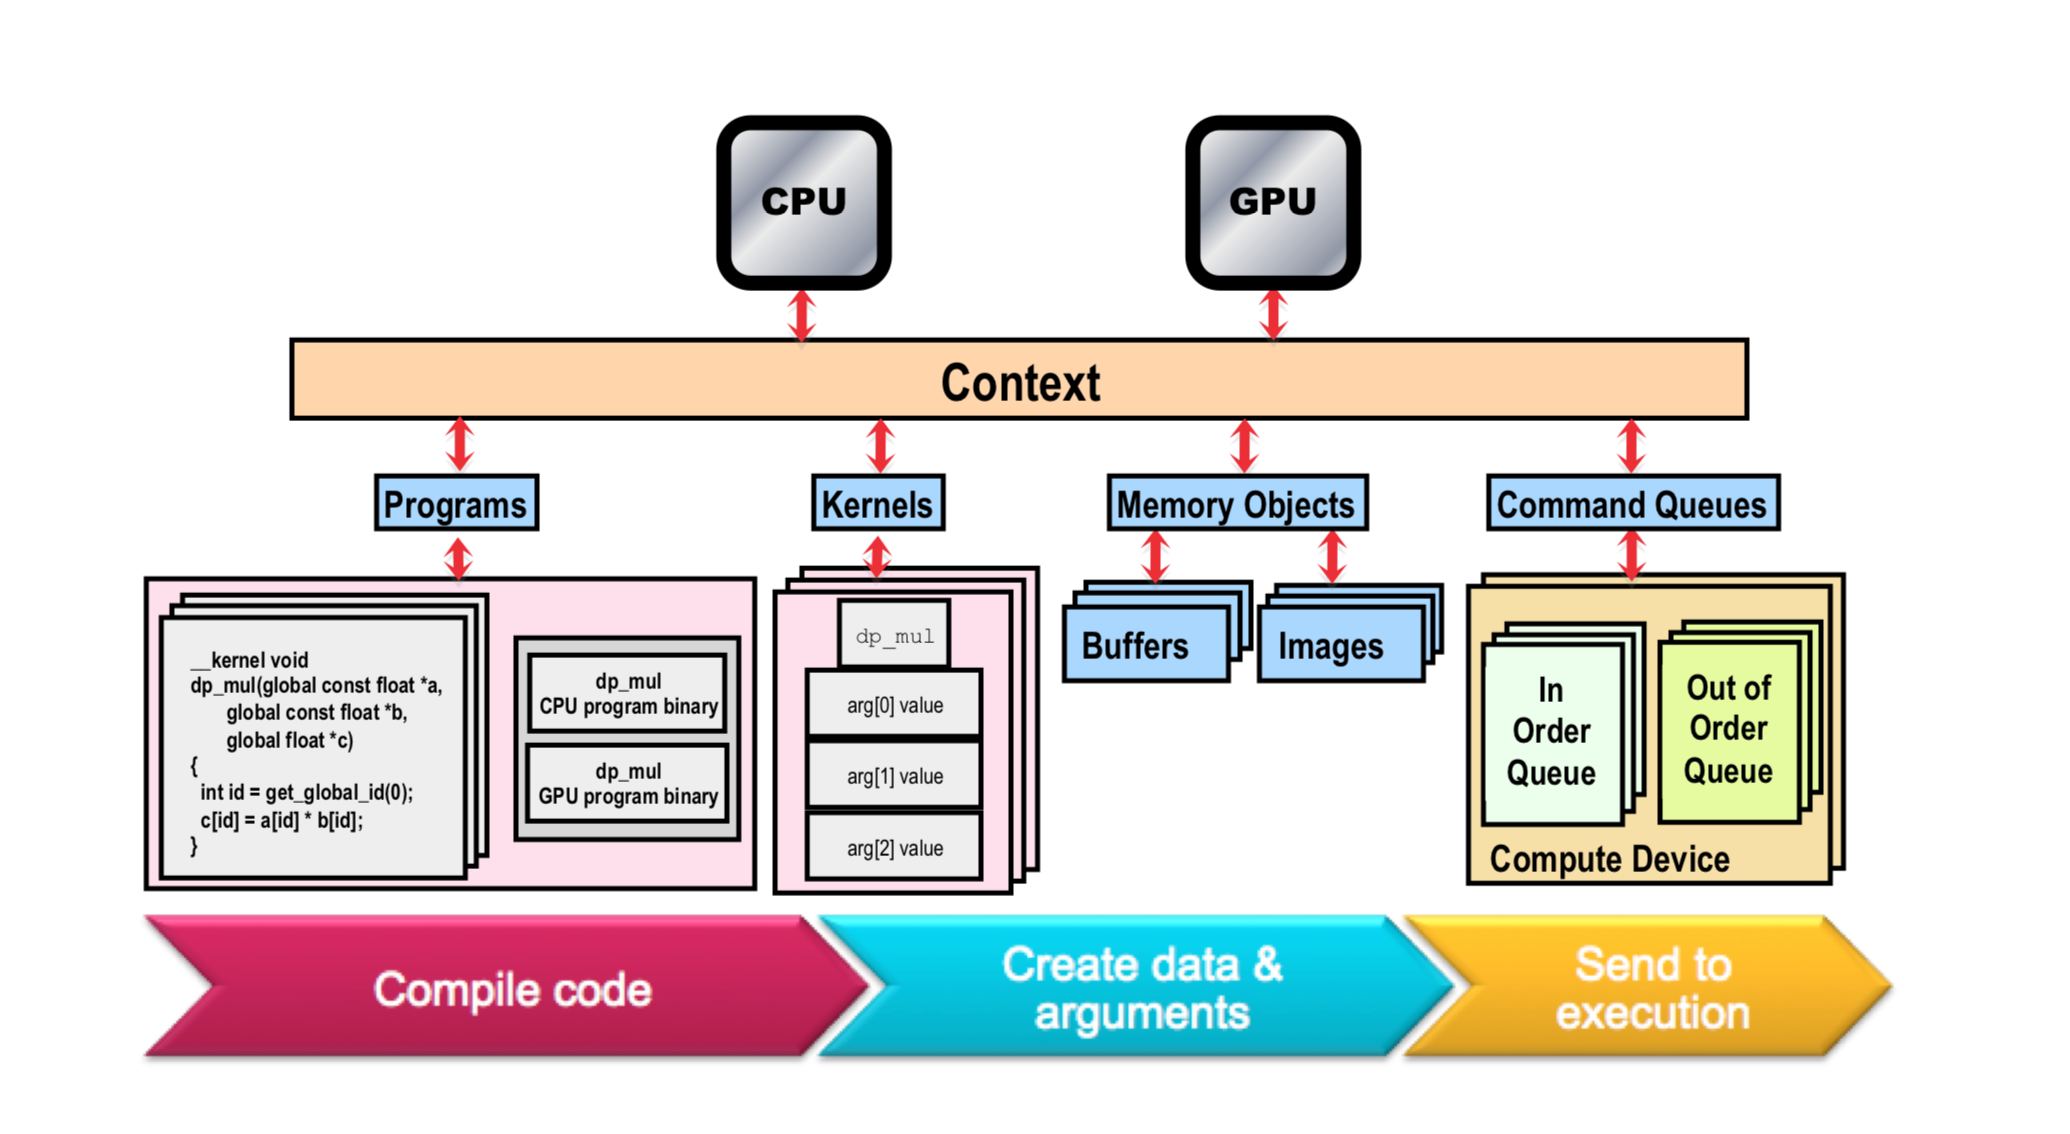 CPU
GPU
Context
Programs
Kernels
Memory Objects
Command Queues
__kernel void
dp_mul(global const float *a,
global const float *b,
global float *c)
{
int id = get_global_id(0);
c[id] = a[id] * b[id];
}
dp_mul
CPU program binary
dp_mul
GPU program binary
dp_mul
arg[0] value
arg[1] value
arg[2] value
Buffers
Images
In
Order
Queue
Out of
Order
Queue
Compute Device
Compile code
Create data &
arguments
Send to
execution